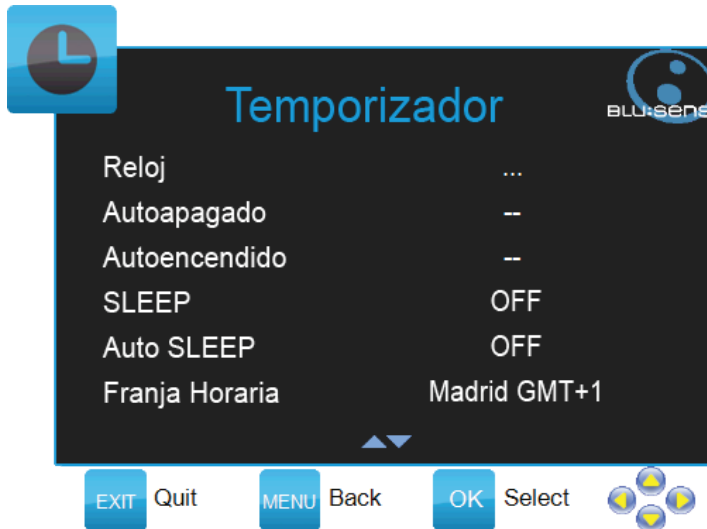 Temporizador
BLU:sens
Reloj ...
Autoapagado --
Autoencendido --
SLEEP OFF
Auto SLEEP OFF
Franja Horaria Madrid GMT+1
EXIT Quit MENU Back OK Select